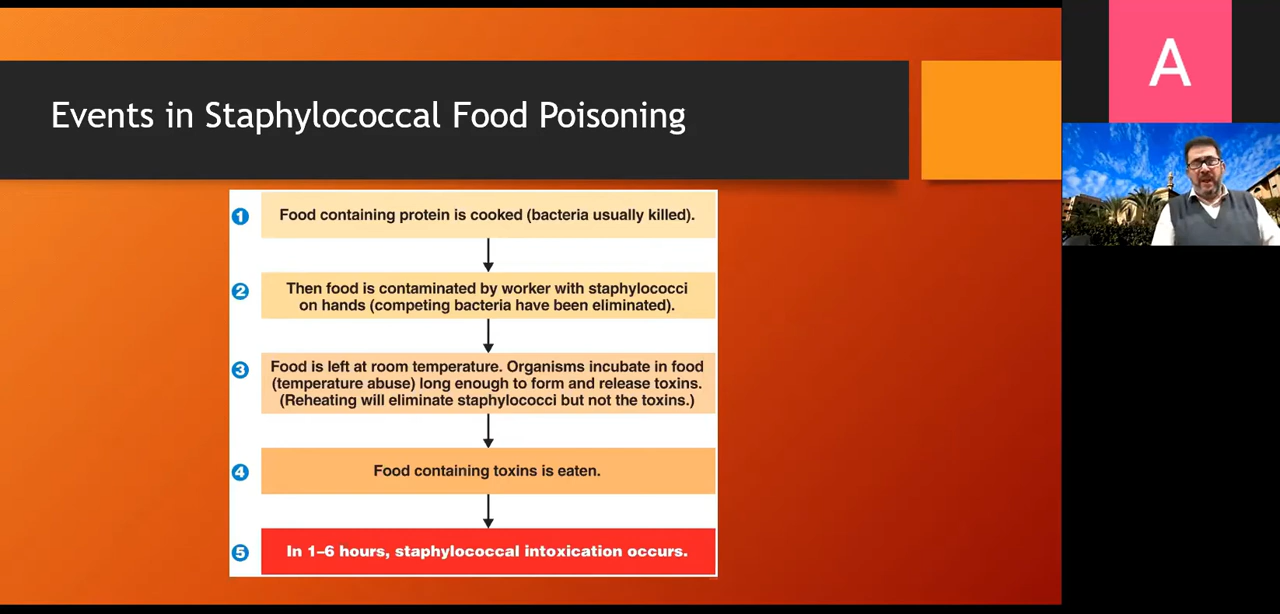 Events in Staphylococcal Food Poisoning
A
1 Food containing protein is cooked (bacteria usually killed).
2 Then food is contaminated by worker with staphylococci
on hands (competing bacteria have been eliminated).
3 Food is left at room temperature. Organisms incubate in food
(temperature abuse) long enough to form and release toxins.
(Reheating will eliminate staphylococci but not the toxins.)
4 Food containing toxins is eaten.
5 In 1–6 hours, staphylococcal intoxication occurs.